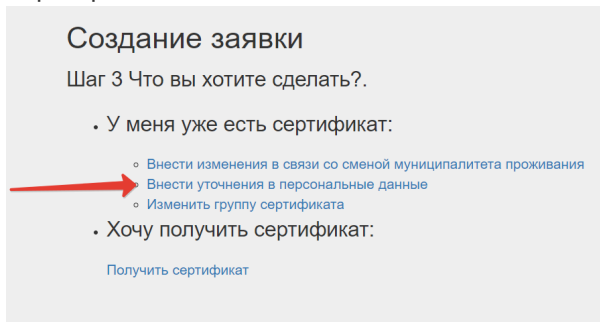 Создание заявки
Шаг 3 Что вы хотите сделать?.
У меня уже есть сертификат:
Внести изменения в связи со сменой муниципалитета проживания
Внести уточнения в персональные данные
Изменить группу сертификата
Хочу получить сертификат:
Получить сертификат